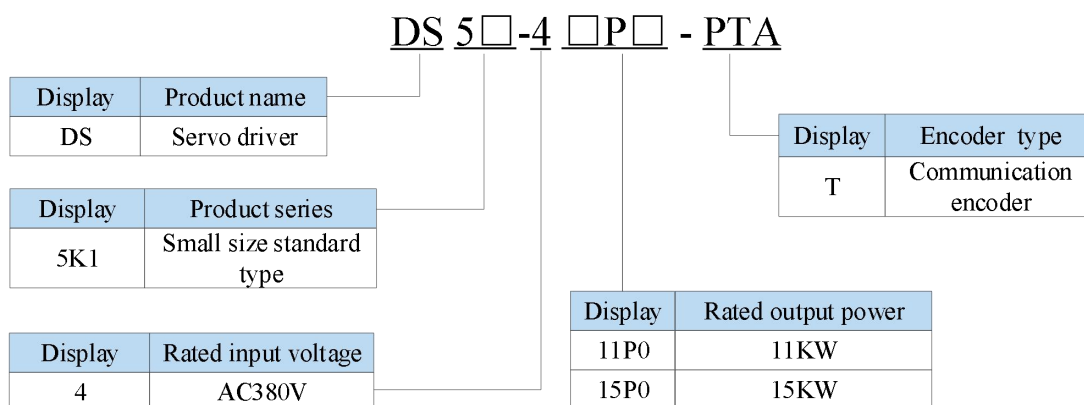 DS 5□-4 □P□ - PTA
Display Product name
DS Servo driver
Display Encoder type
T Communication
encoder
Display Product series
5K1 Small size standard
type
Display Rated output power
11P0 11KW
15P0 15KW
Display Rated input voltage
4 AC380V